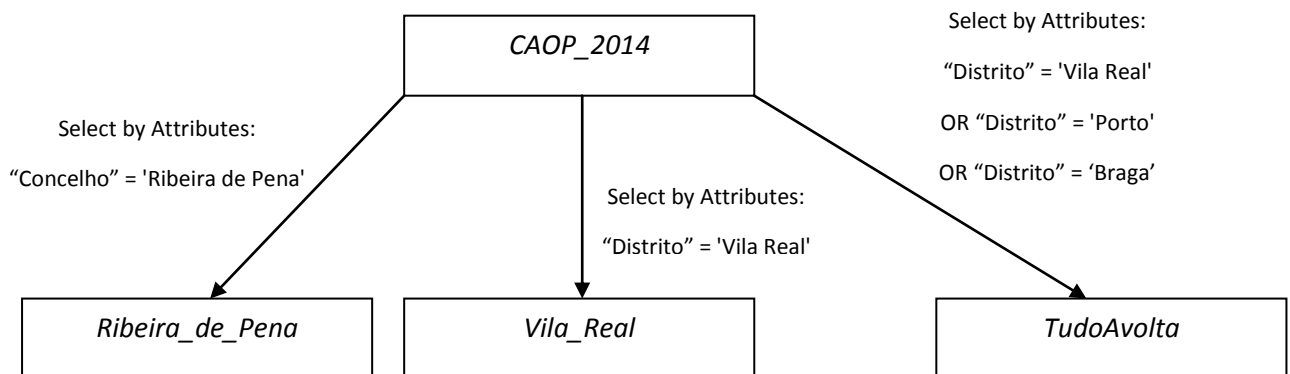 CAOP_2014
Select by Attributes:
“Concelho” = 'Ribeira de Pena'
Select by Attributes:
“Distrito” = 'Vila Real'
Select by Attributes:
“Distrito” = 'Vila Real'
OR “Distrito” = 'Porto'
OR “Distrito” = ‘Braga’
Ribeira_de_Pena
Vila_Real
TudoAvolta